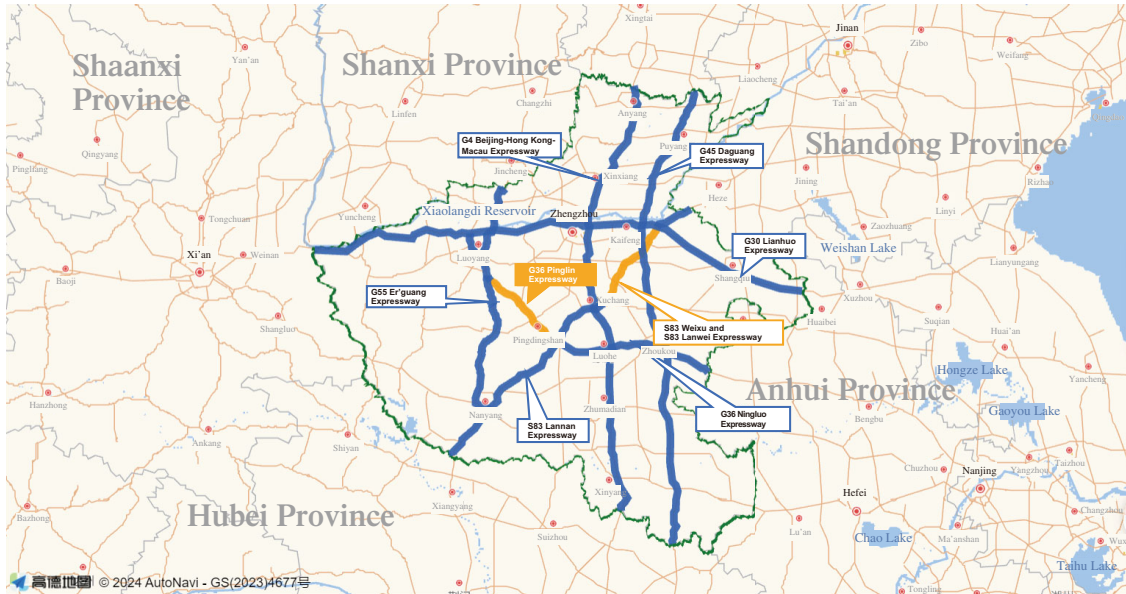 Xingtai
Jinan
Zibo
Weifang
Shaanxi
Province
Yan'an
Shanxi Province
Liaocheng
Tai'an
Changzhi
Linfen
Anyang
Qingyang
Pinglfang
G4 Beijing-Hong Kong-
Macau Expressway
Puyang
G45 Daguang
Expressway
Shandong Province
Jincheng
Xinxiang
Jining
Rizhao
Heze
Linyi
Yuncheng
Xiaolangdi Reservoir
Zhengzhou
Tongchuan
Zaozhuang
Kaifeng
Weishan Lake
G30 Lianhuo
Expressway
Lianyungang
Xi'an
Weinan
Luoyang
Baoji
G36 Pinglin
Expressway
Shangqiu
Xuzhou
G55 Er'guang
Expressway
Xuchang
Huaibei
Suqian
Shangluo
S83 Weixu and
S83 Lanwei Expressway
Huai'an
Pingdingshan
Luohe
Zhoukou
Hongze Lake
Yancheng
Anhui Province
Hanzhong
Nanyang
Zhumadian
G36 Ningluo
Expressway
Gaoyou Lake
Bengbu
S83 Lannan
Expressway
Ankang
Shiyan
Taizhou
Chuzhou
Nanjing
Yangzhou
Xinyang
Xiangyang
Hefei
Bazhong
Hubei Province
Changzhou
Suizhou
Lu'an
Ma'anshan
Chao Lake
Wux
Taihu Lake
高德地图 © 2024 AutoNavi - GS(2023)4677号
Tongling